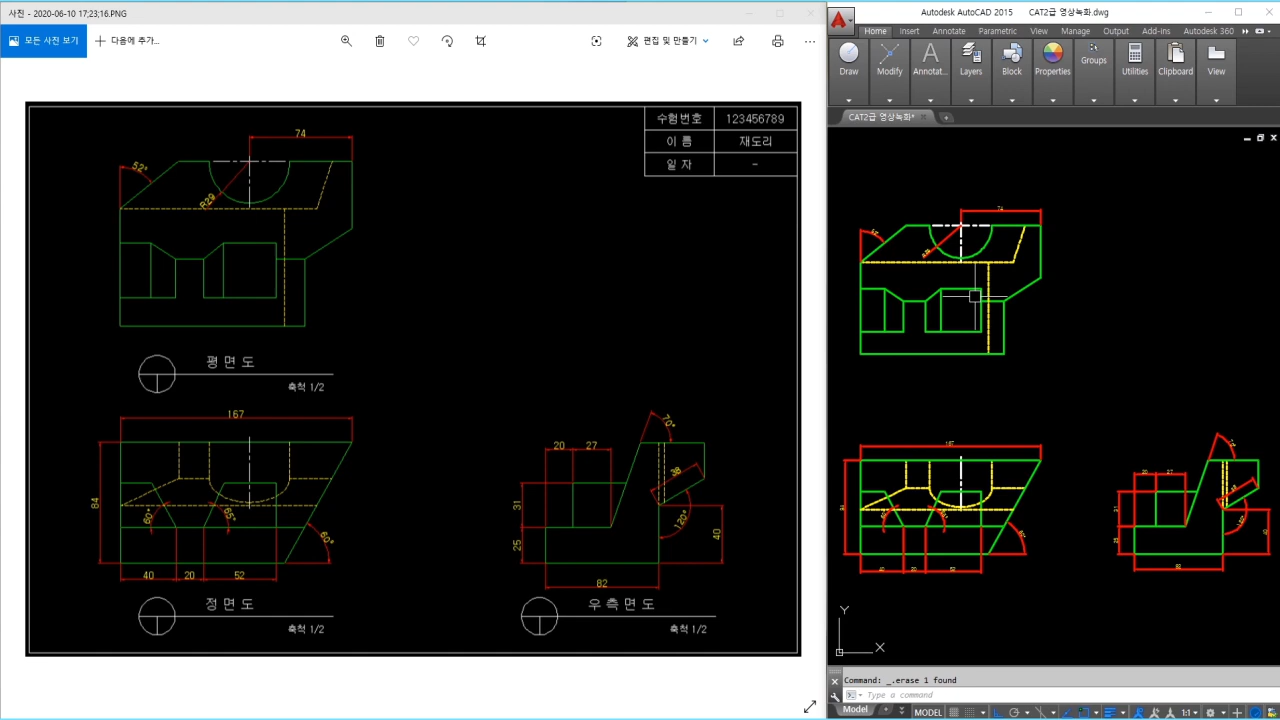 사진 - 2020-06-10 17;23;16.PNG
모든 사진 보기
다음에 추가...
편집 및 만들기
수험번호 123456789
이 름 재도리
일 자 -
74
52°
R29
평 면 도
축척 1/2
167
84
60°
65°
60°
40 20 52
정 면 도
축척 1/2
70°
20 27
38
31
120°
25
40
82
우 측 면 도
축척 1/2
Autodesk AutoCAD 2015 CAT2급 영상녹화.dwg
Home Insert Annotate Parametric View Manage Output Add-ins Autodesk 360
Draw Modify Annotat... Layers Block Properties Groups Utilities Clipboard View
CAT2급 영상녹화*
74
167
20 27
82
Y
X
Command: _.erase 1 found
Type a command
Model
MODEL
1:1